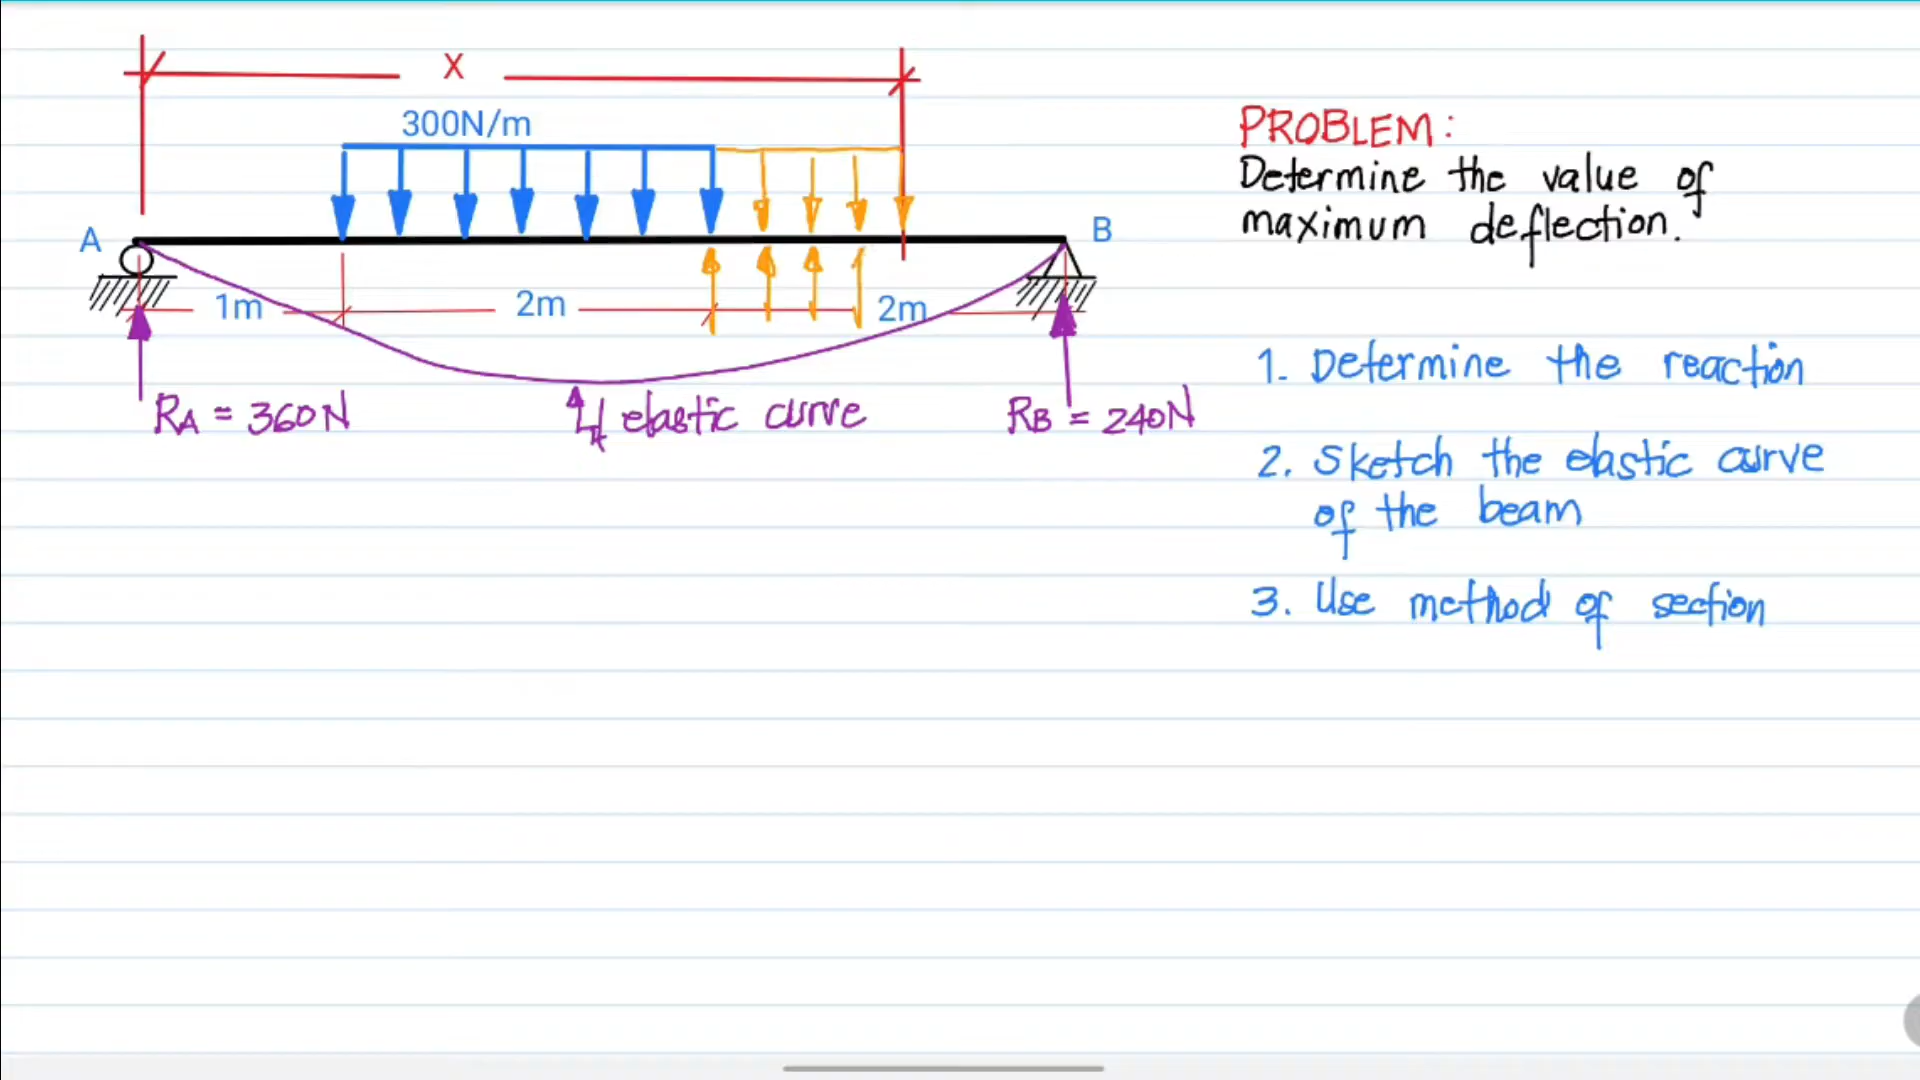 X
300N/m
A
B
1m
2m
2m
RA = 360N
elastic curve
RB = 240N
PROBLEM:
Determine the value of
maximum deflection.
1. Determine the reaction
2. Sketch the elastic curve
of the beam
3. Use method of section